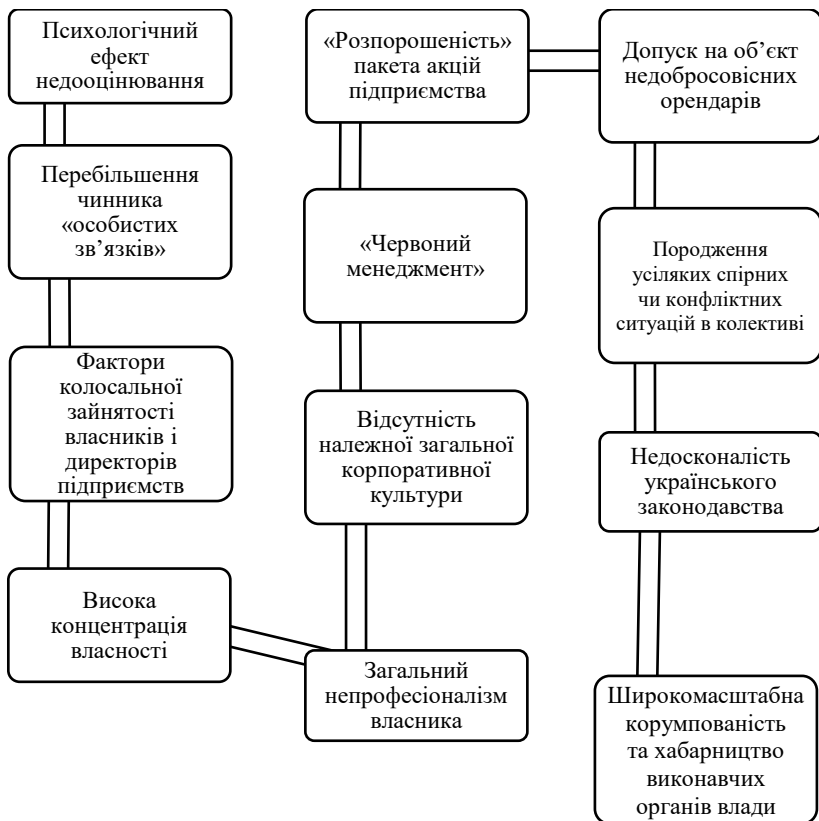 Психологічний
ефект
недооцінювання
Перебільшення
чинника
«особистих
зв’язків»
Фактори
колосальної
зайнятості
власників і
директорів
підприємств
Висока
концентрація
власності
Загальний
непрофесіоналізм
власника
Відсутність
належної загальної
корпоративної
культури
«Червоний
менеджмент»
«Розпорошеність»
пакета акцій
підприємства
Допуск на об’єкт
недобросовісних
орендарів
Породження
усіляких спірних
чи конфліктних
ситуацій в колективі
Недосконалість
українського
законодавства
Широкомасштабна
корумпованість
та хабарництво
виконавчих
органів влади